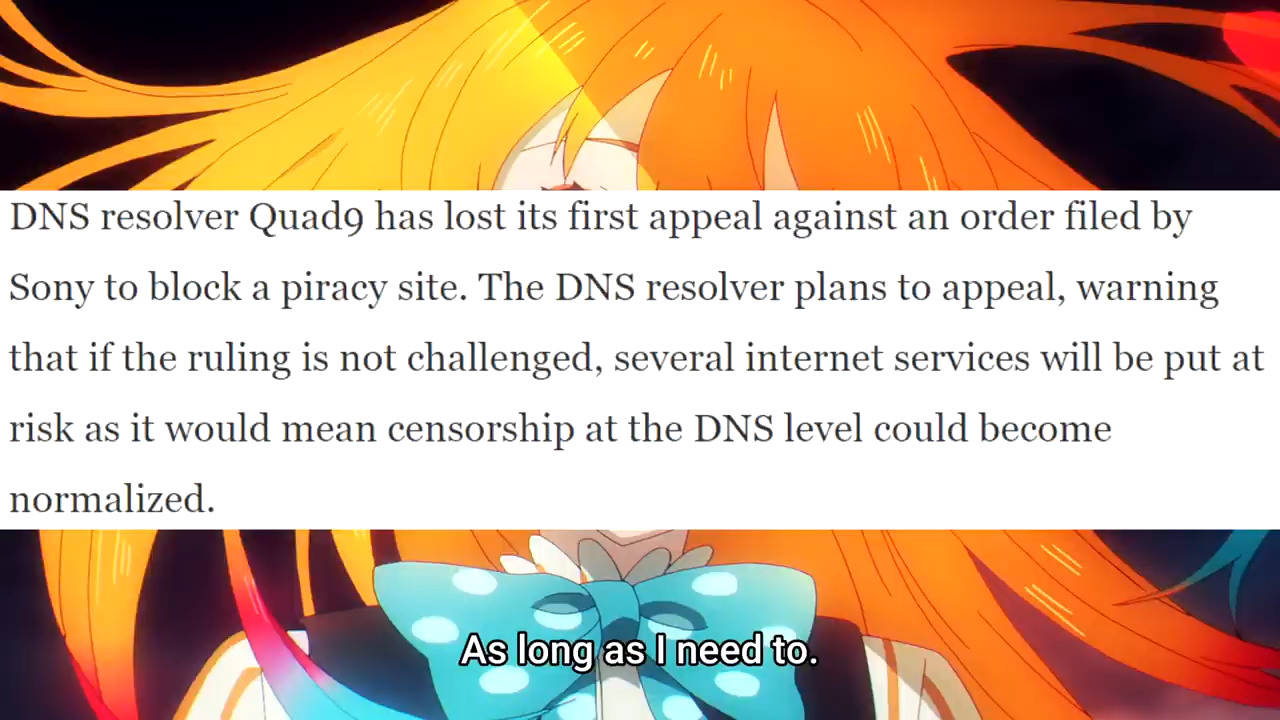 DNS resolver Quad9 has lost its first appeal against an order filed by
Sony to block a piracy site. The DNS resolver plans to appeal, warning
that if the ruling is not challenged, several internet services will be put at
risk as it would mean censorship at the DNS level could become
normalized.
As long as I need to.